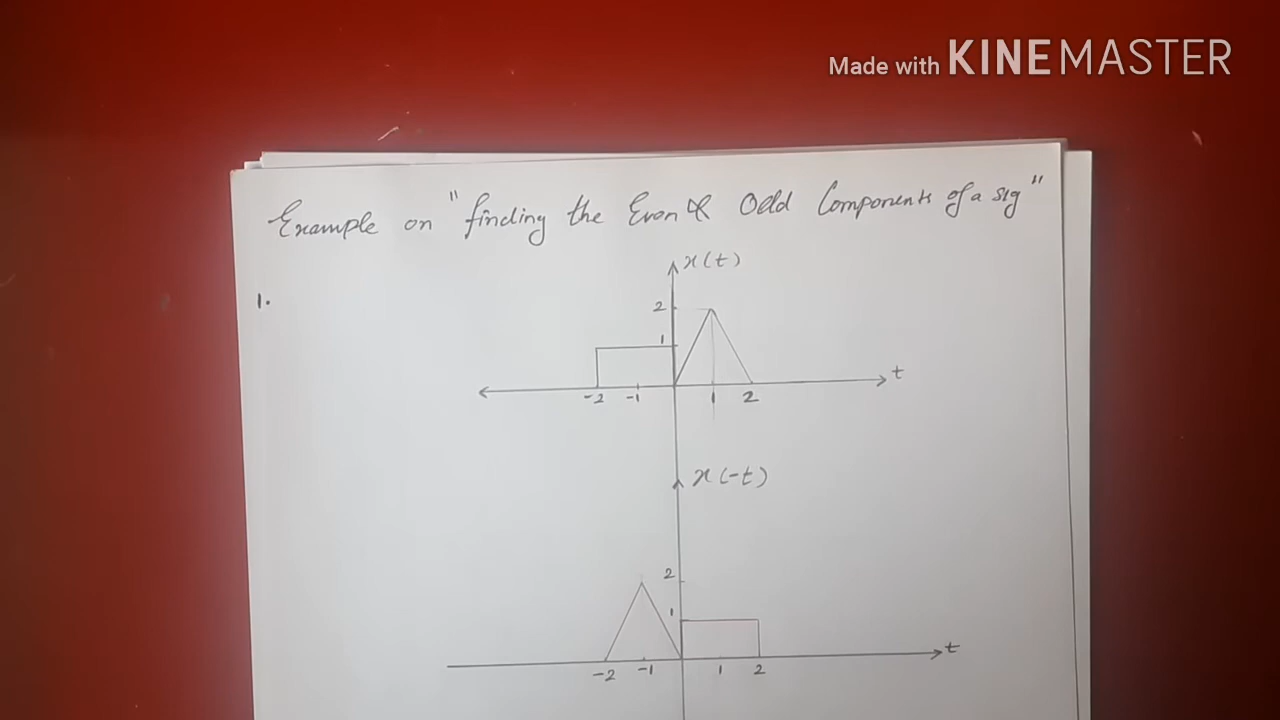 Made with KINEMASTER
Example on "finding the Even & Odd Components of a sig"
x(t)
1.
2
1
t
-2 -1 1 2
x(-t)
2
1
t
-2 -1 1 2